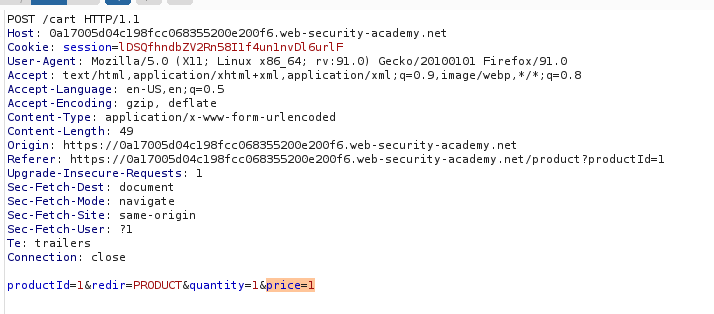 POST /cart HTTP/1.1
Host: 0a17005d04c198fcc068355200e200f6.web-security-academy.net
Cookie: session=lDSQfhndbZV2Rn58I1f4un1nvDl6urlF
User-Agent: Mozilla/5.0 (X11; Linux x86_64; rv:91.0) Gecko/20100101 Firefox/91.0
Accept: text/html,application/xhtml+xml,application/xml;q=0.9,image/webp,*/*;q=0.8
Accept-Language: en-US,en;q=0.5
Accept-Encoding: gzip, deflate
Content-Type: application/x-www-form-urlencoded
Content-Length: 49
Origin: https://0a17005d04c198fcc068355200e200f6.web-security-academy.net
Referer: https://0a17005d04c198fcc068355200e200f6.web-security-academy.net/product?productId=1
Upgrade-Insecure-Requests: 1
Sec-Fetch-Dest: document
Sec-Fetch-Mode: navigate
Sec-Fetch-Site: same-origin
Sec-Fetch-User: ?1
Te: trailers
Connection: close
productId=1&redir=PRODUCT&quantity=1&price=1